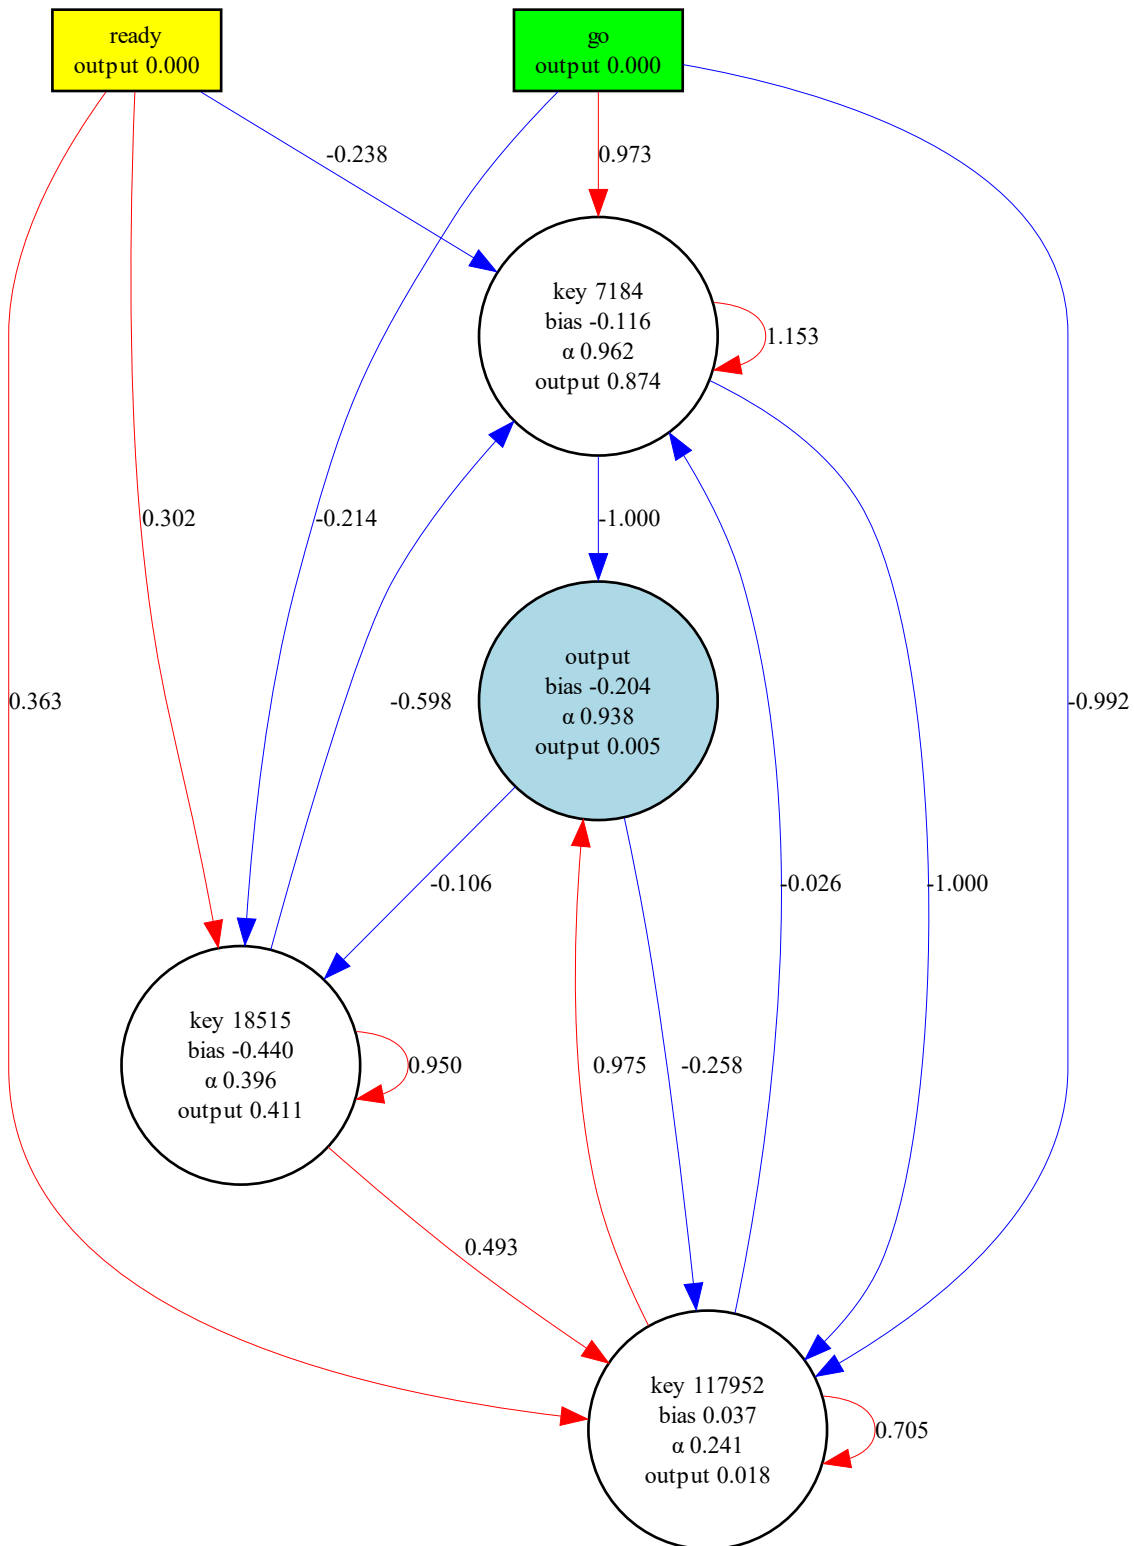 ready
output 0.000
go
output 0.000
-0.238
0.973
key 7184
bias -0.116
α 0.962
output 0.874
1.153
0.302
-0.214
-1.000
output
bias -0.204
α 0.938
output 0.005
0.363
-0.598
-0.992
-0.106
-0.026
-1.000
key 18515
bias -0.440
α 0.396
output 0.411
0.950
0.975
-0.258
0.493
key 117952
bias 0.037
α 0.241
output 0.018
0.705